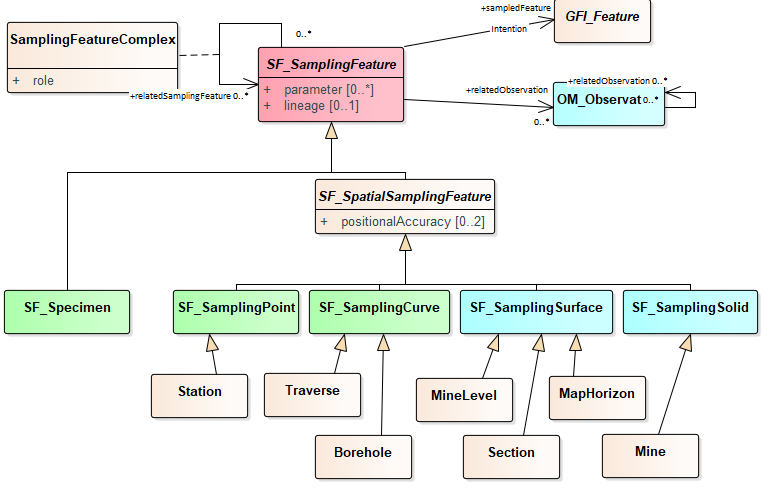 SamplingFeatureComplex
+ role
0..*
+relatedSamplingFeature 0..*
SF_SamplingFeature
+ parameter [0..*]
+ lineage [0..1]
+sampledFeature
Intention
GFI_Feature
+relatedObservation
0..*
+relatedObservation 0..*
OM_Observat
0..*
SF_SpatialSamplingFeature
+ positionalAccuracy [0..2]
SF_Specimen
SF_SamplingPoint
SF_SamplingCurve
SF_SamplingSurface
SF_SamplingSolid
Station
Traverse
MineLevel
MapHorizon
Borehole
Section
Mine